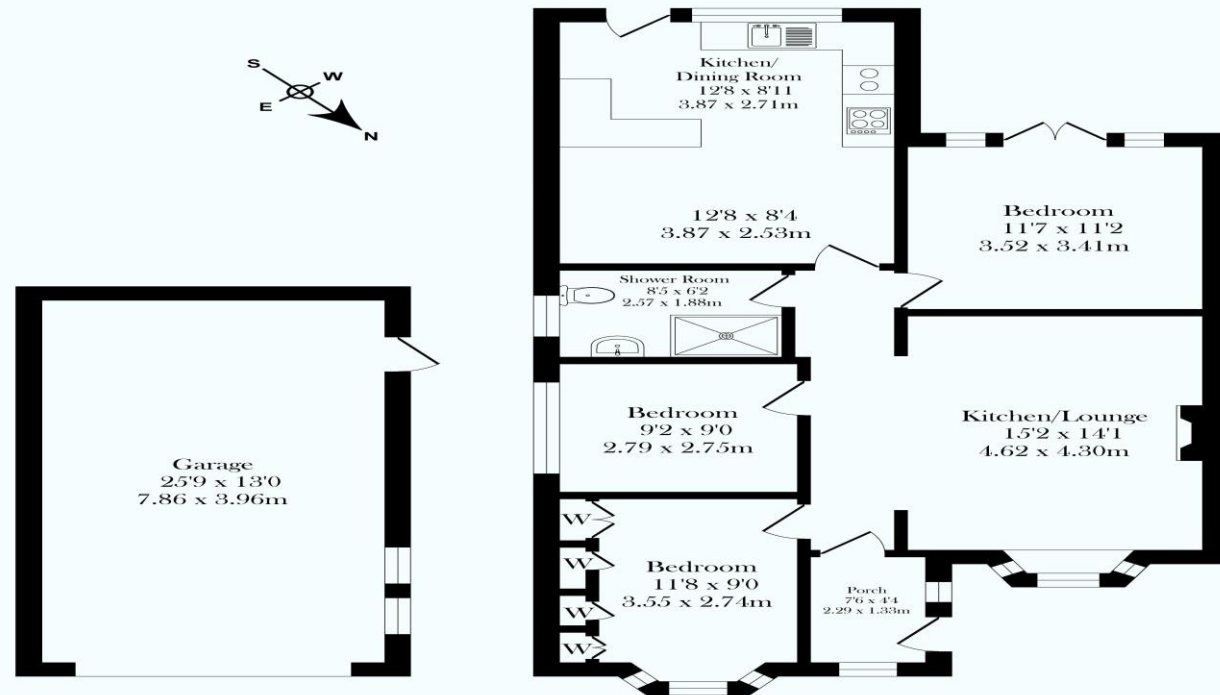 S
W
E
N
Kitchen/
Dining Room
12'8 x 8'11
3.87 x 2.71m
12'8 x 8'4
3.87 x 2.53m
Bedroom
11'7 x 11'2
3.52 x 3.41m
Shower Room
8'5 x 6'2
2.57 x 1.88m
Bedroom
9'2 x 9'0
2.79 x 2.75m
Kitchen/Lounge
15'2 x 14'1
4.62 x 4.30m
Garage
25'9 x 13'0
7.86 x 3.96m
W
W
W
W
Bedroom
11'8 x 9'0
3.55 x 2.74m
Porch
7'6 x 4'4
2.29 x 1.33m